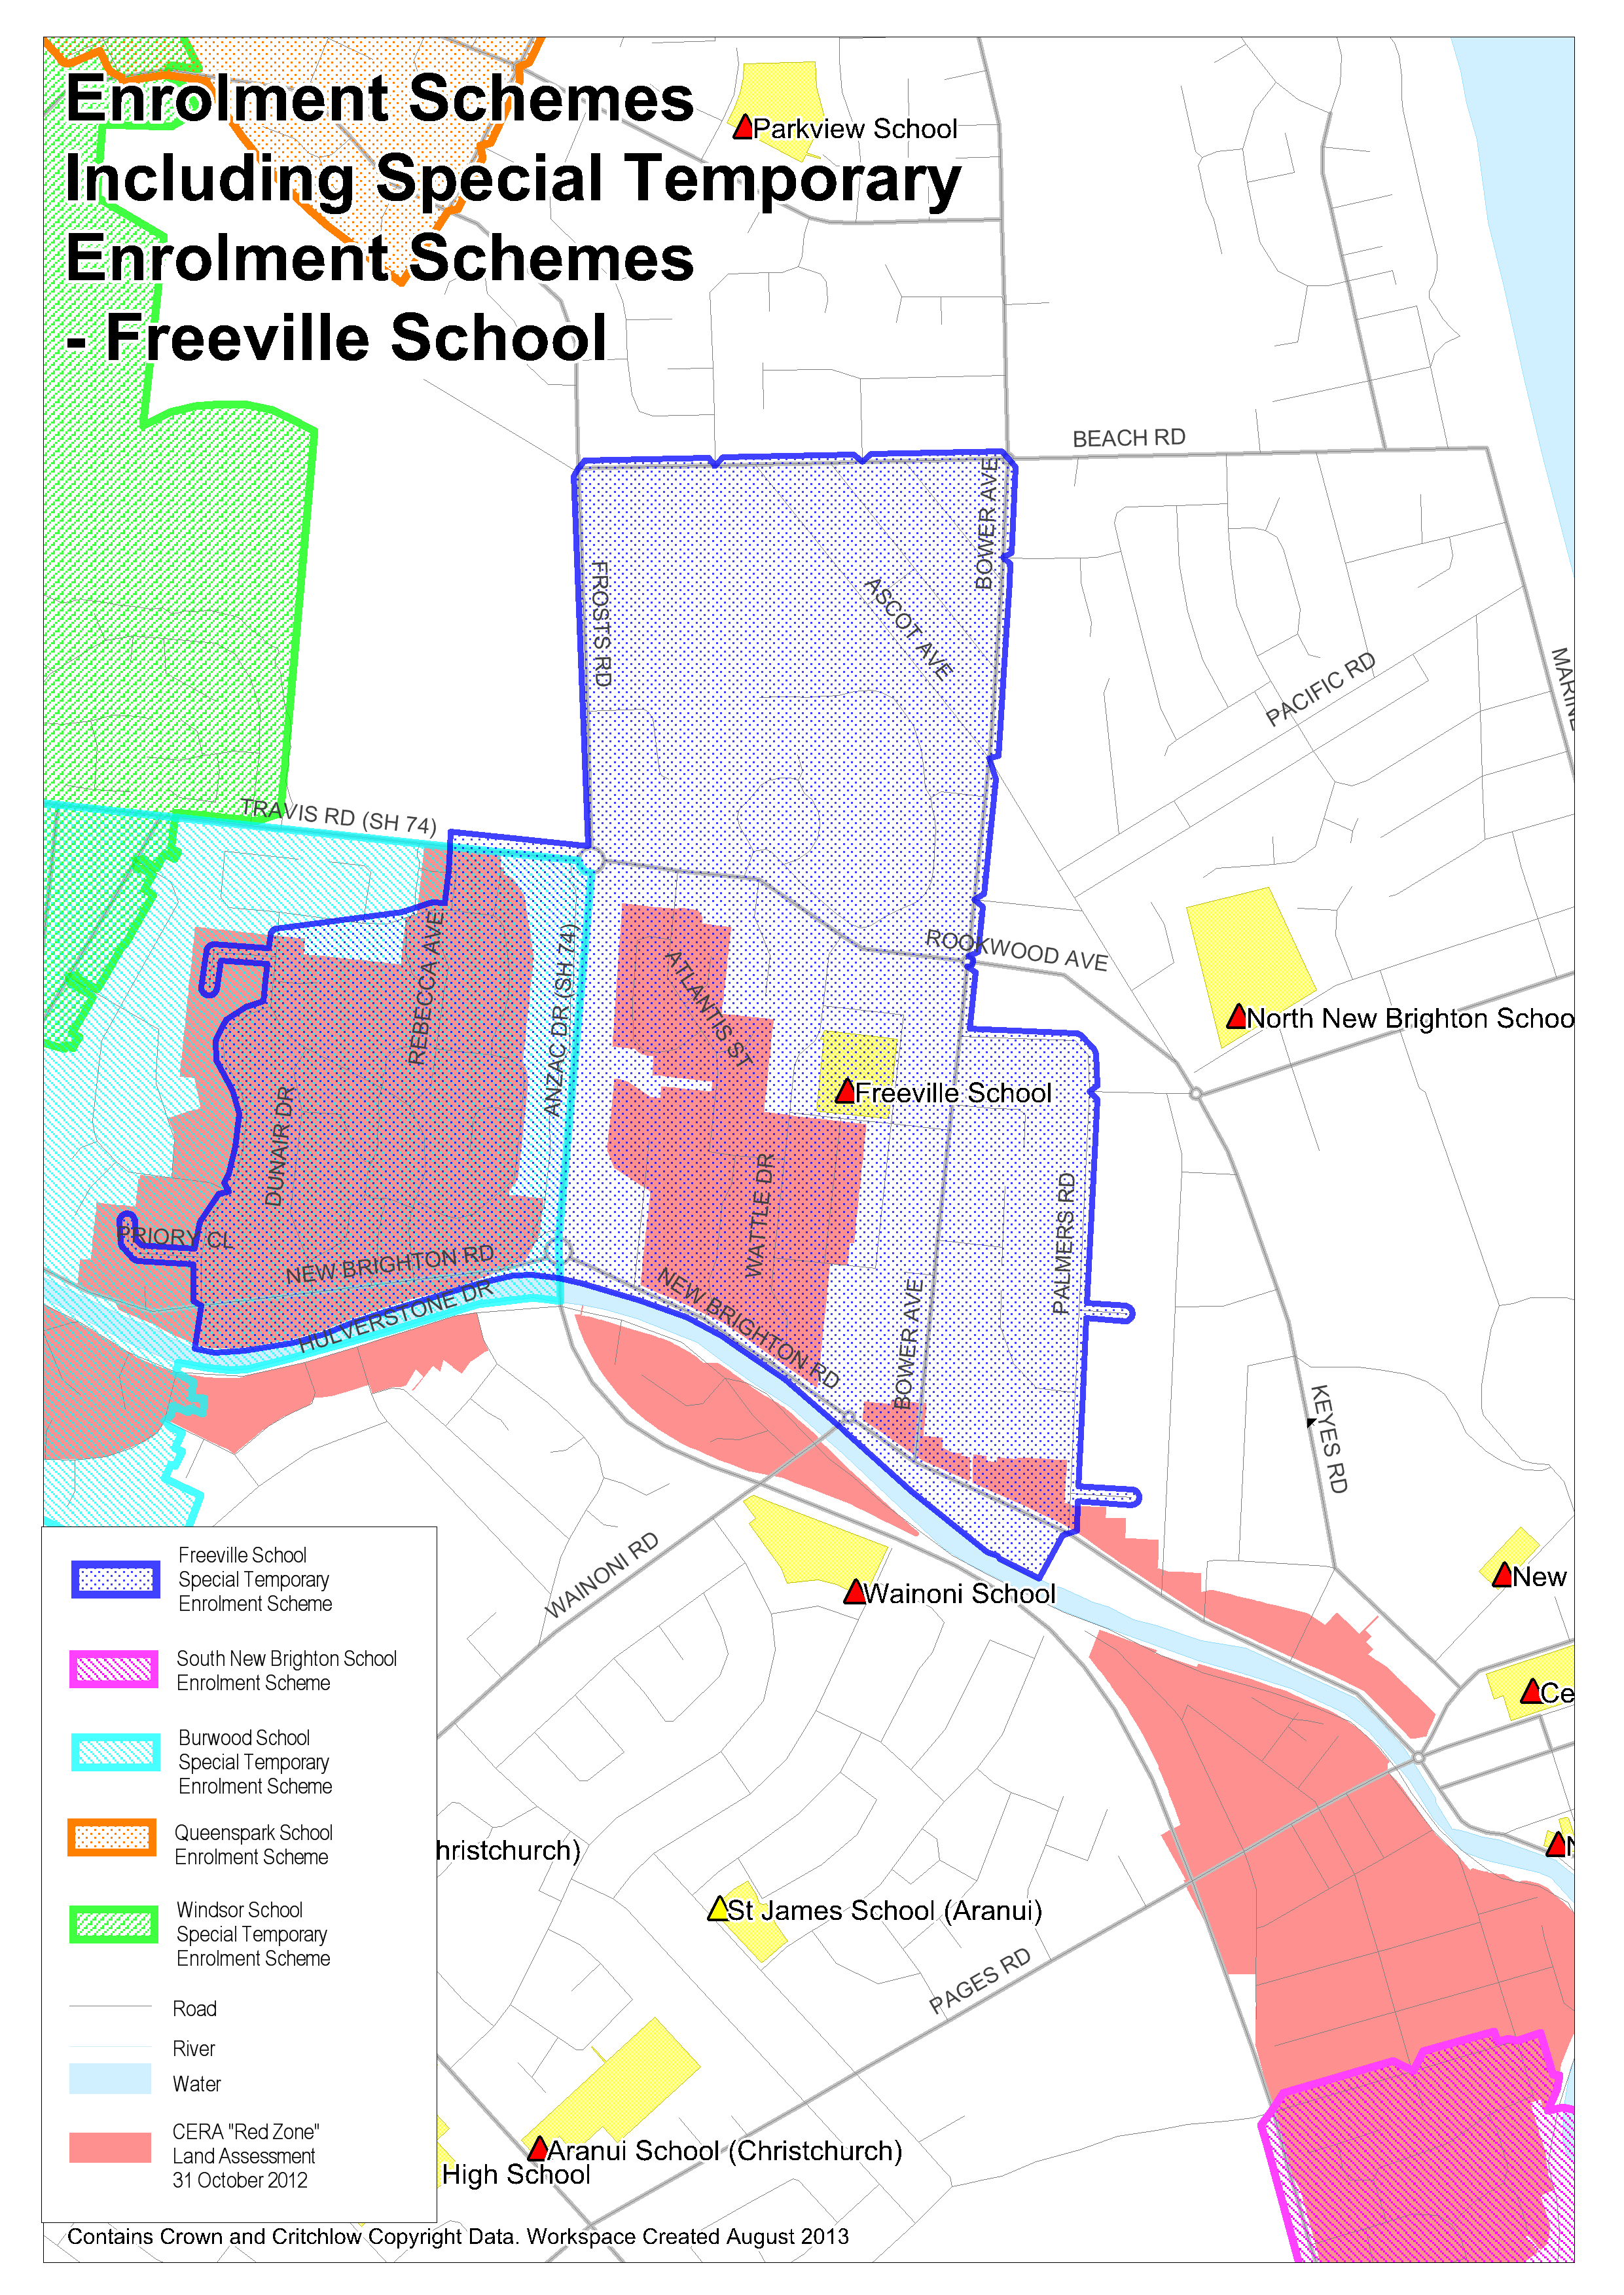 Enrolment Schemes
Including Special Temporary
Enrolment Schemes
- Freeville School
Parkview School
BEACH RD
BOWER AVE
FROSTS RD
ASCOT AVE
PACIFIC RD
MARINE
TRAVIS RD (SH 74)
ROOKWOOD AVE
REBECCA AVE
ANZAC DR (SH 74)
ATLANTIS ST
North New Brighton Schoo
Freeville School
DUNAIR DR
WATTLE DR
PALMERS RD
PRIORY CL
NEW BRIGHTON RD
HULVERSTONE DR
NEW BRIGHTON RD
BOWER AVE
KEYES RD
WAINONI RD
Wainoni School
New
Ce
N
hristchurch)
St James School (Aranui)
PAGES RD
Aranui School (Christchurch)
High School
Freeville School
Special Temporary
Enrolment Scheme
South New Brighton School
Enrolment Scheme
Burwood School
Special Temporary
Enrolment Scheme
Queenspark School
Enrolment Scheme
Windsor School
Special Temporary
Enrolment Scheme
Road
River
Water
CERA "Red Zone"
Land Assessment
31 October 2012
Contains Crown and Critchlow Copyright Data. Workspace Created August 2013